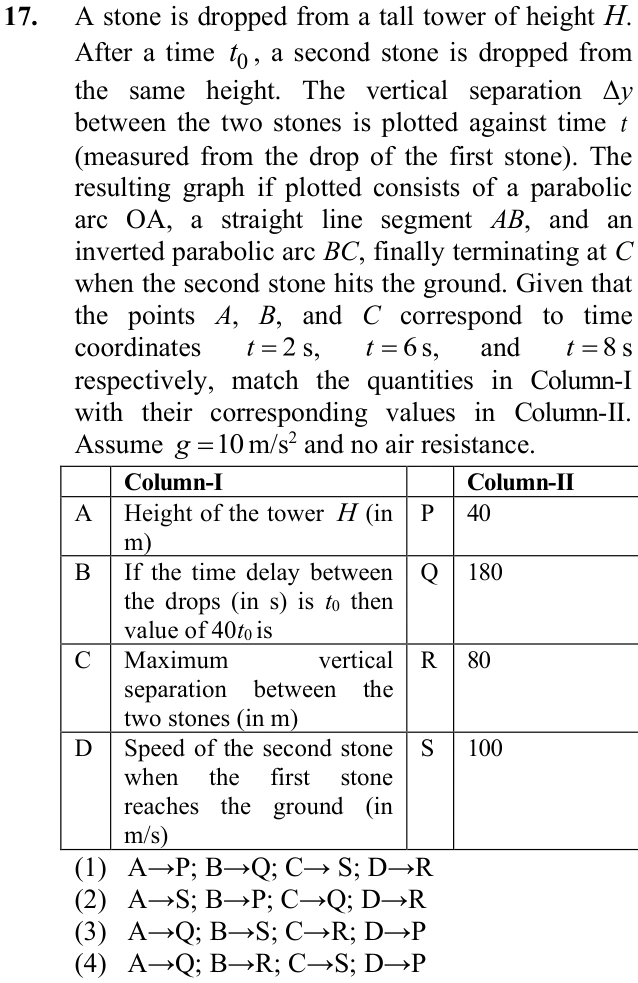 17. A stone is dropped from a tall tower of height H.
After a time t₀, a second stone is dropped from
the same height. The vertical separation Δy
between the two stones is plotted against time t
(measured from the drop of the first stone). The
resulting graph if plotted consists of a parabolic
arc OA, a straight line segment AB, and an
inverted parabolic arc BC, finally terminating at C
when the second stone hits the ground. Given that
the points A, B, and C correspond to time
coordinates t = 2 s, t = 6 s, and t = 8 s
respectively, match the quantities in Column-I
with their corresponding values in Column-II.
Assume g = 10 m/s² and no air resistance.
Column-I Column-II
A Height of the tower H (in P 40
m)
B If the time delay between Q 180
the drops (in s) is t₀ then
value of 40t₀ is
C Maximum vertical R 80
separation between the
two stones (in m)
D Speed of the second stone S 100
when the first stone
reaches the ground (in
m/s)
(1) A→P; B→Q; C→ S; D→R
(2) A→S; B→P; C→Q; D→R
(3) A→Q; B→S; C→R; D→P
(4) A→Q; B→R; C→S; D→P